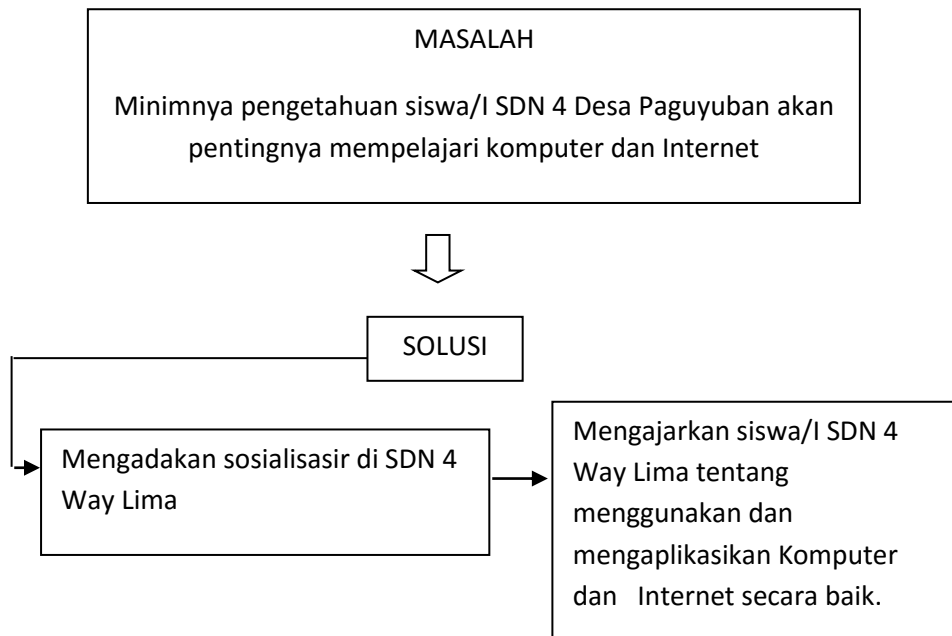 MASALAH
Minimnya pengetahuan siswa/I SDN 4 Desa Paguyuban akan
pentingnya mempelajari komputer dan Internet
SOLUSI
Mengadakan sosialisasir di SDN 4
Way Lima
Mengajarkan siswa/I SDN 4
Way Lima tentang
menggunakan dan
mengaplikasikan Komputer
dan   Internet secara baik.